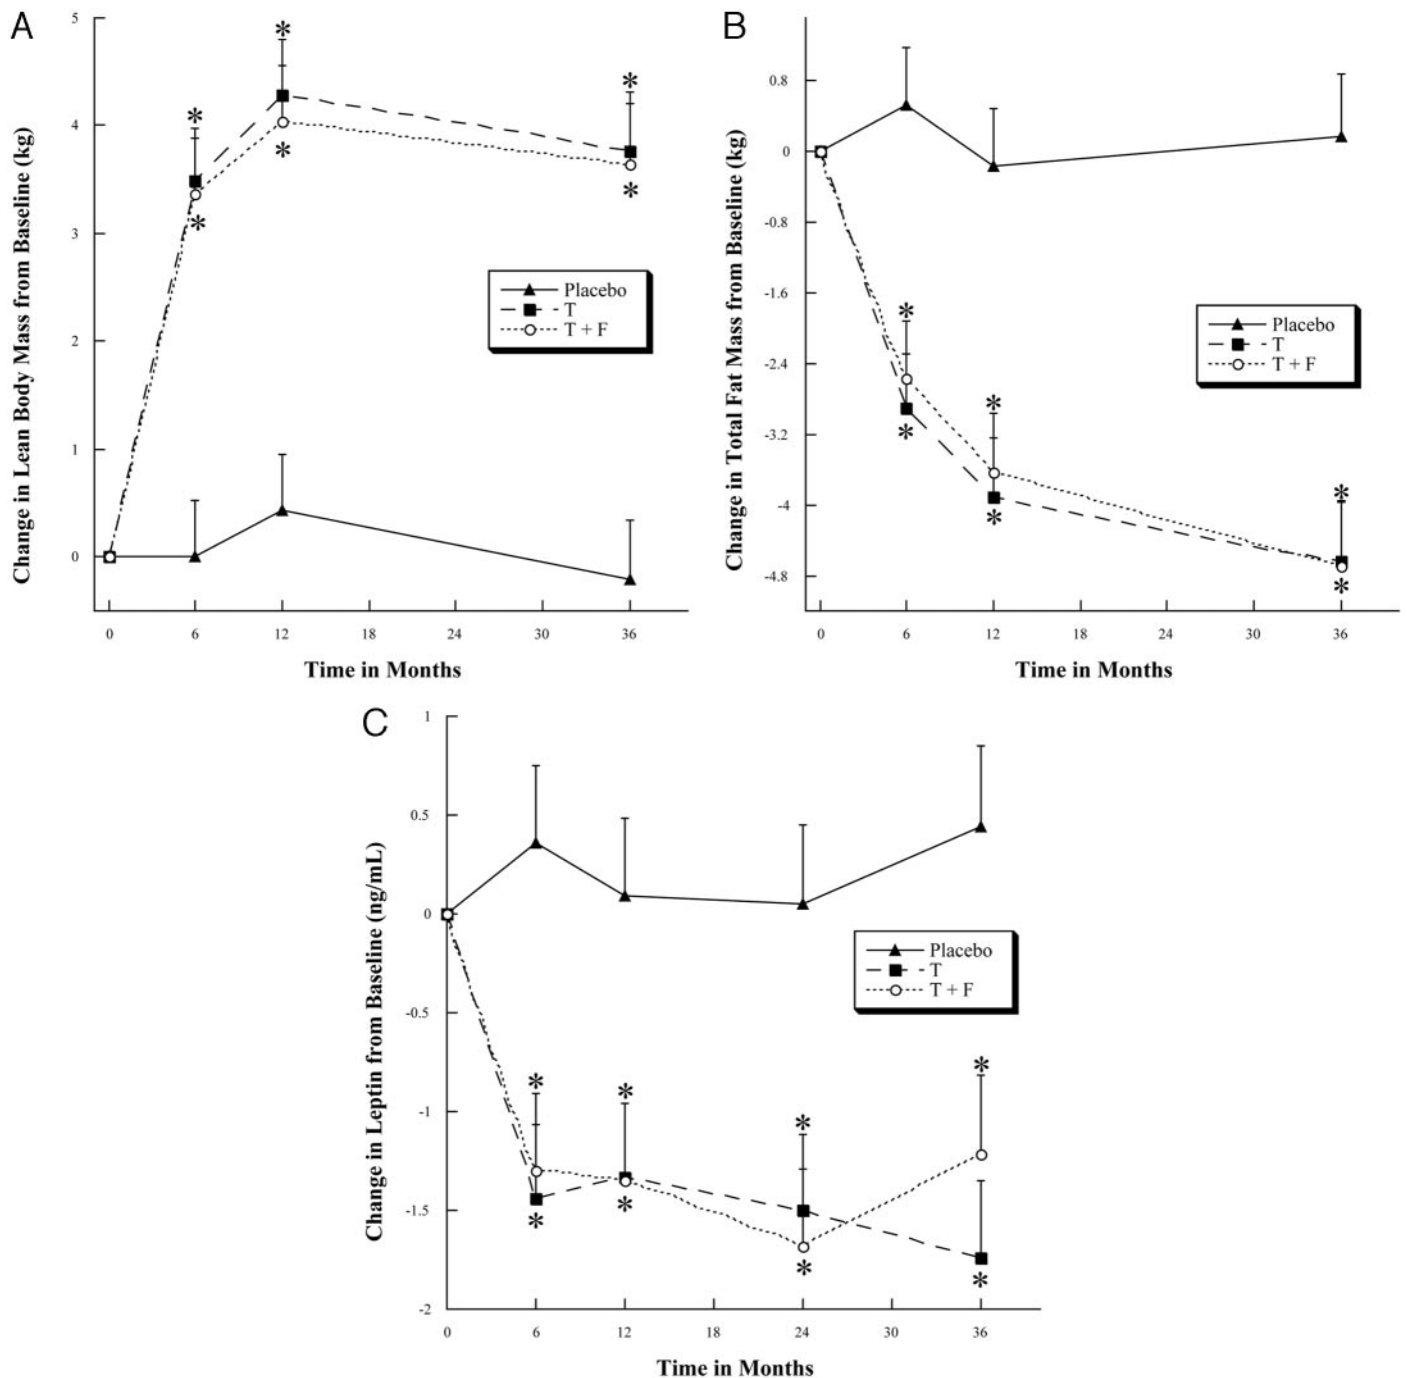 A
Change in Lean Body Mass from Baseline (kg)
5
4
3
2
1
0
* * * * * *
Placebo
T
T + F
0 6 12 18 24 30 36
Time in Months
B
Change in Total Fat Mass from Baseline (kg)
0.8
0
-0.8
-1.6
-2.4
-3.2
-4
-4.8
* * * * * *
Placebo
T
T + F
0 6 12 18 24 30 36
Time in Months
C
Change in Leptin from Baseline (ng/mL)
1
0.5
0
-0.5
-1
-1.5
-2
* * * * * * * *
Placebo
T
T + F
0 6 12 18 24 30 36
Time in Months